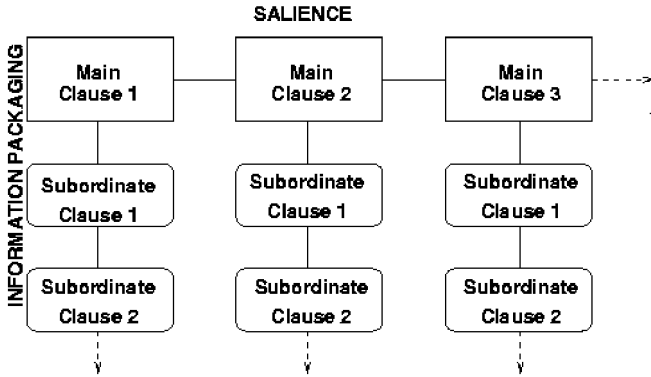 SALIENCE
INFORMATION PACKAGING
Main
Clause 1
Main
Clause 2
Main
Clause 3
Subordinate
Clause 1
Subordinate
Clause 1
Subordinate
Clause 1
Subordinate
Clause 2
Subordinate
Clause 2
Subordinate
Clause 2